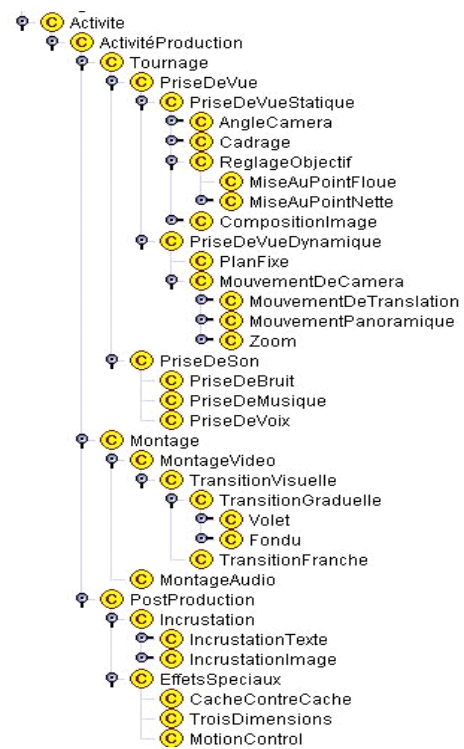 C Activite
C ActivitéProduction
C Tournage
C PriseDeVue
C PriseDeVueStatique
C AngleCamera
C Cadrage
C ReglageObjectif
C MiseAuPointFloue
C MiseAuPointNette
C CompositionImage
C PriseDeVueDynamique
C PlanFixe
C MouvementDeCamera
C MouvementDeTranslation
C MouvementPanoramique
C Zoom
C PriseDeSon
C PriseDeBruit
C PriseDeMusique
C PriseDeVoix
C Montage
C MontageVideo
C TransitionVisuelle
C TransitionGraduelle
C Volet
C Fondu
C TransitionFranche
C MontageAudio
C PostProduction
C Incrustation
C IncrustationTexte
C IncrustationImage
C EffetsSpeciaux
C CacheContreCache
C TroisDimensions
C MotionControl